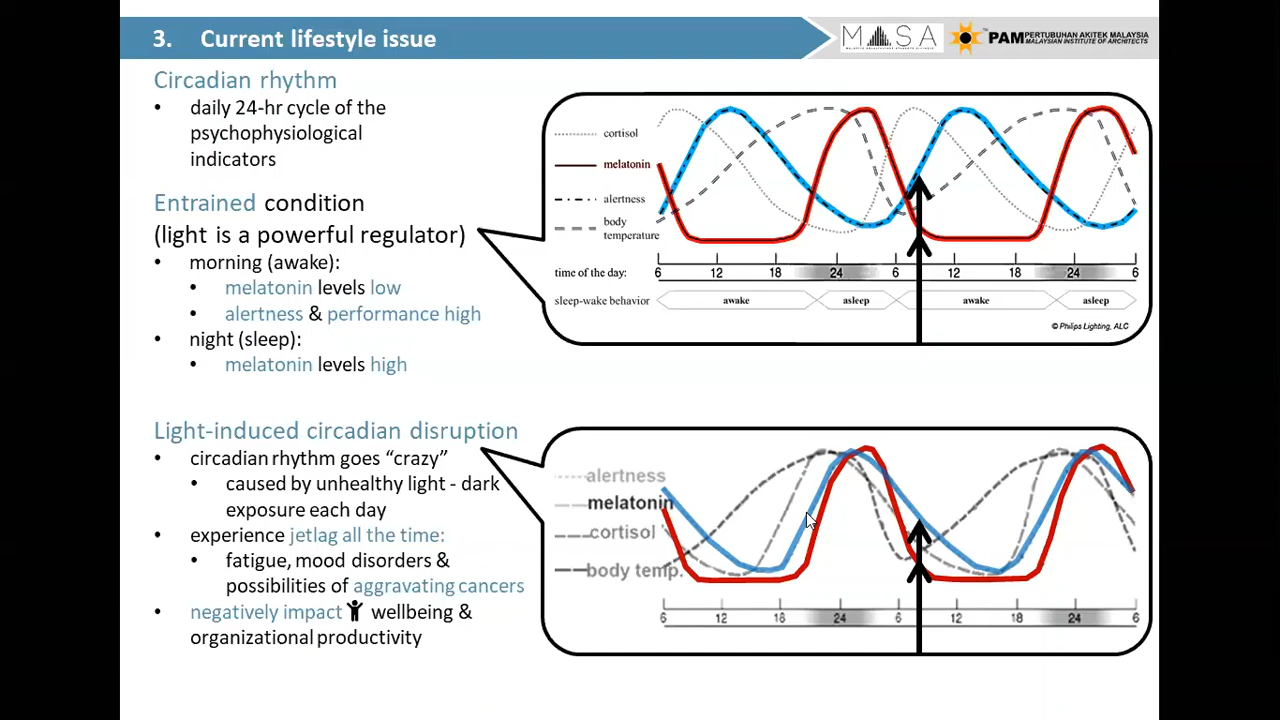 3. Current lifestyle issue
MASA
PAM PERTUBUHAN AKITEK MALAYSIA
MALAYSIAN INSTITUTE OF ARCHITECTS
Circadian rhythm
• daily 24-hr cycle of the
psychophysiological
indicators
Entrained condition
(light is a powerful regulator)
• morning (awake):
• melatonin levels low
• alertness & performance high
• night (sleep):
• melatonin levels high
cortisol
melatonin
alertness
body
temperature
time of the day:
6 12 18 24 6 12 18 24 6
sleep-wake behavior
awake asleep awake asleep
© Philips Lighting, ALC
Light-induced circadian disruption
• circadian rhythm goes “crazy”
• caused by unhealthy light - dark
exposure each day
• experience jetlag all the time:
• fatigue, mood disorders &
possibilities of aggravating cancers
• negatively impact wellbeing &
organizational productivity
alertness
melatonin
cortisol
body temp.
6 12 18 24 6 12 18 24 6